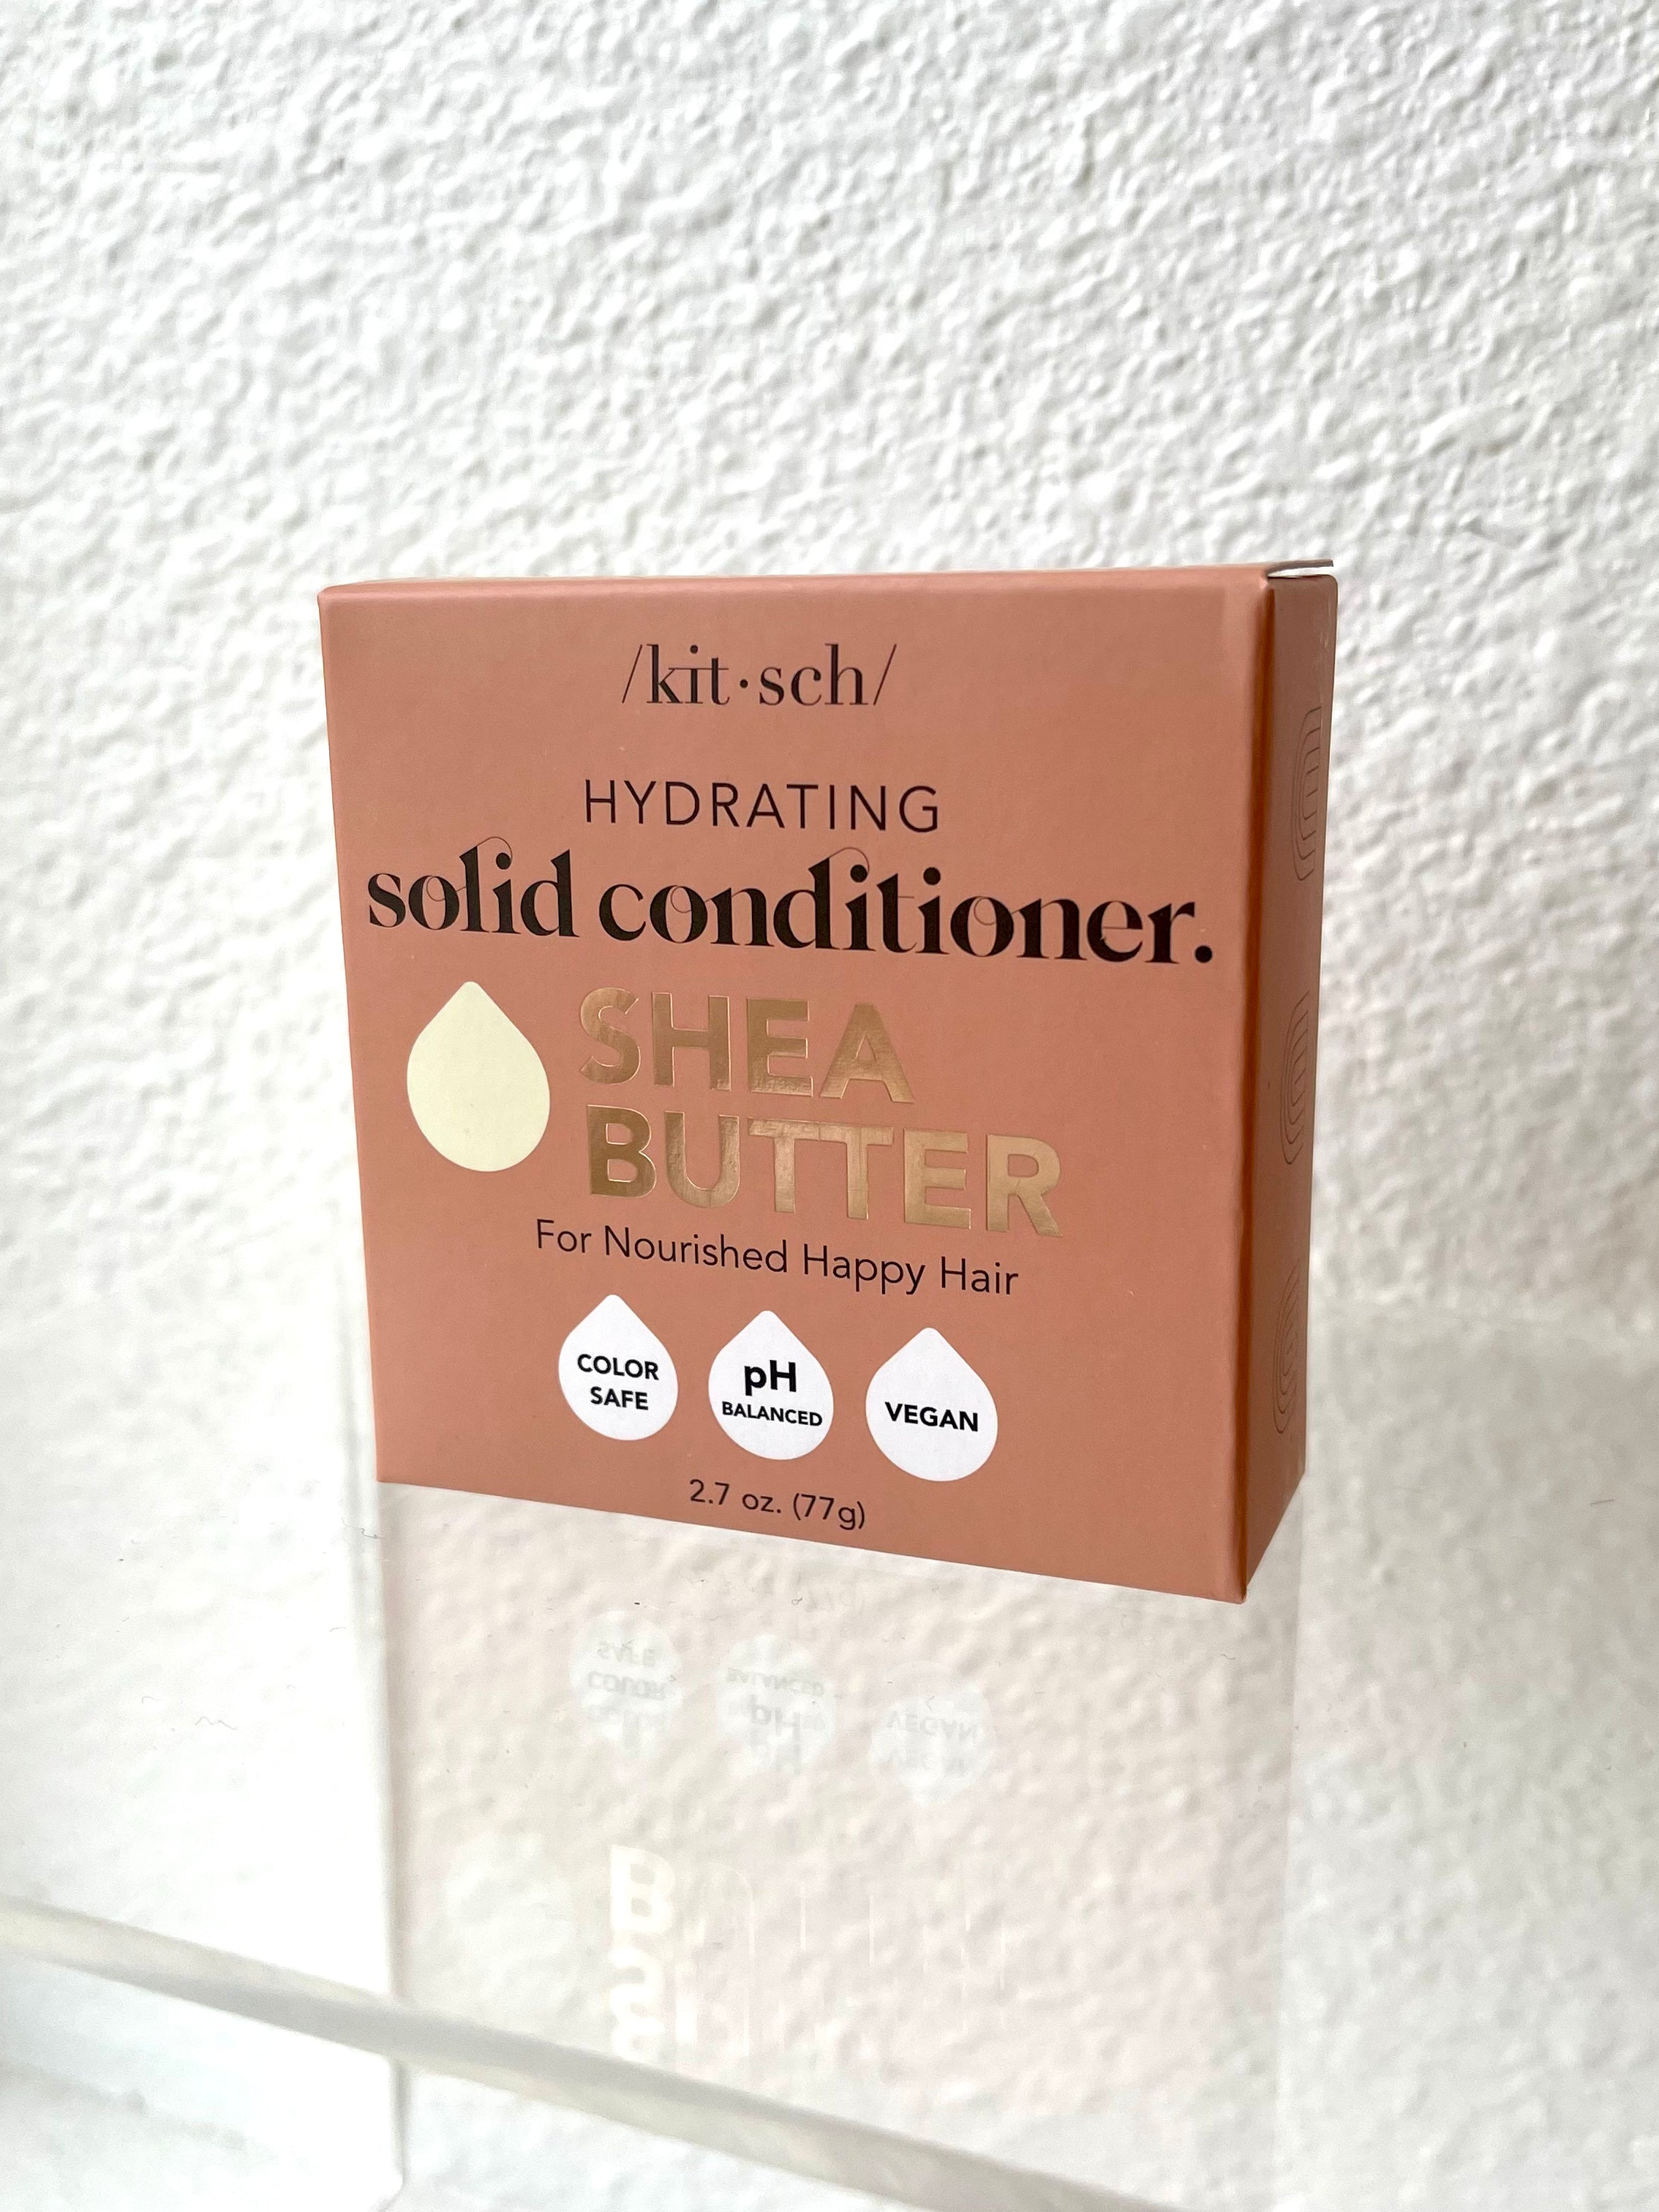 /kit·sch/
HYDRATING
solid conditioner.
SHEA
BUTTER
For Nourished Happy Hair
COLOR
SAFE
pH
BALANCED
VEGAN
2.7 oz. (77g)